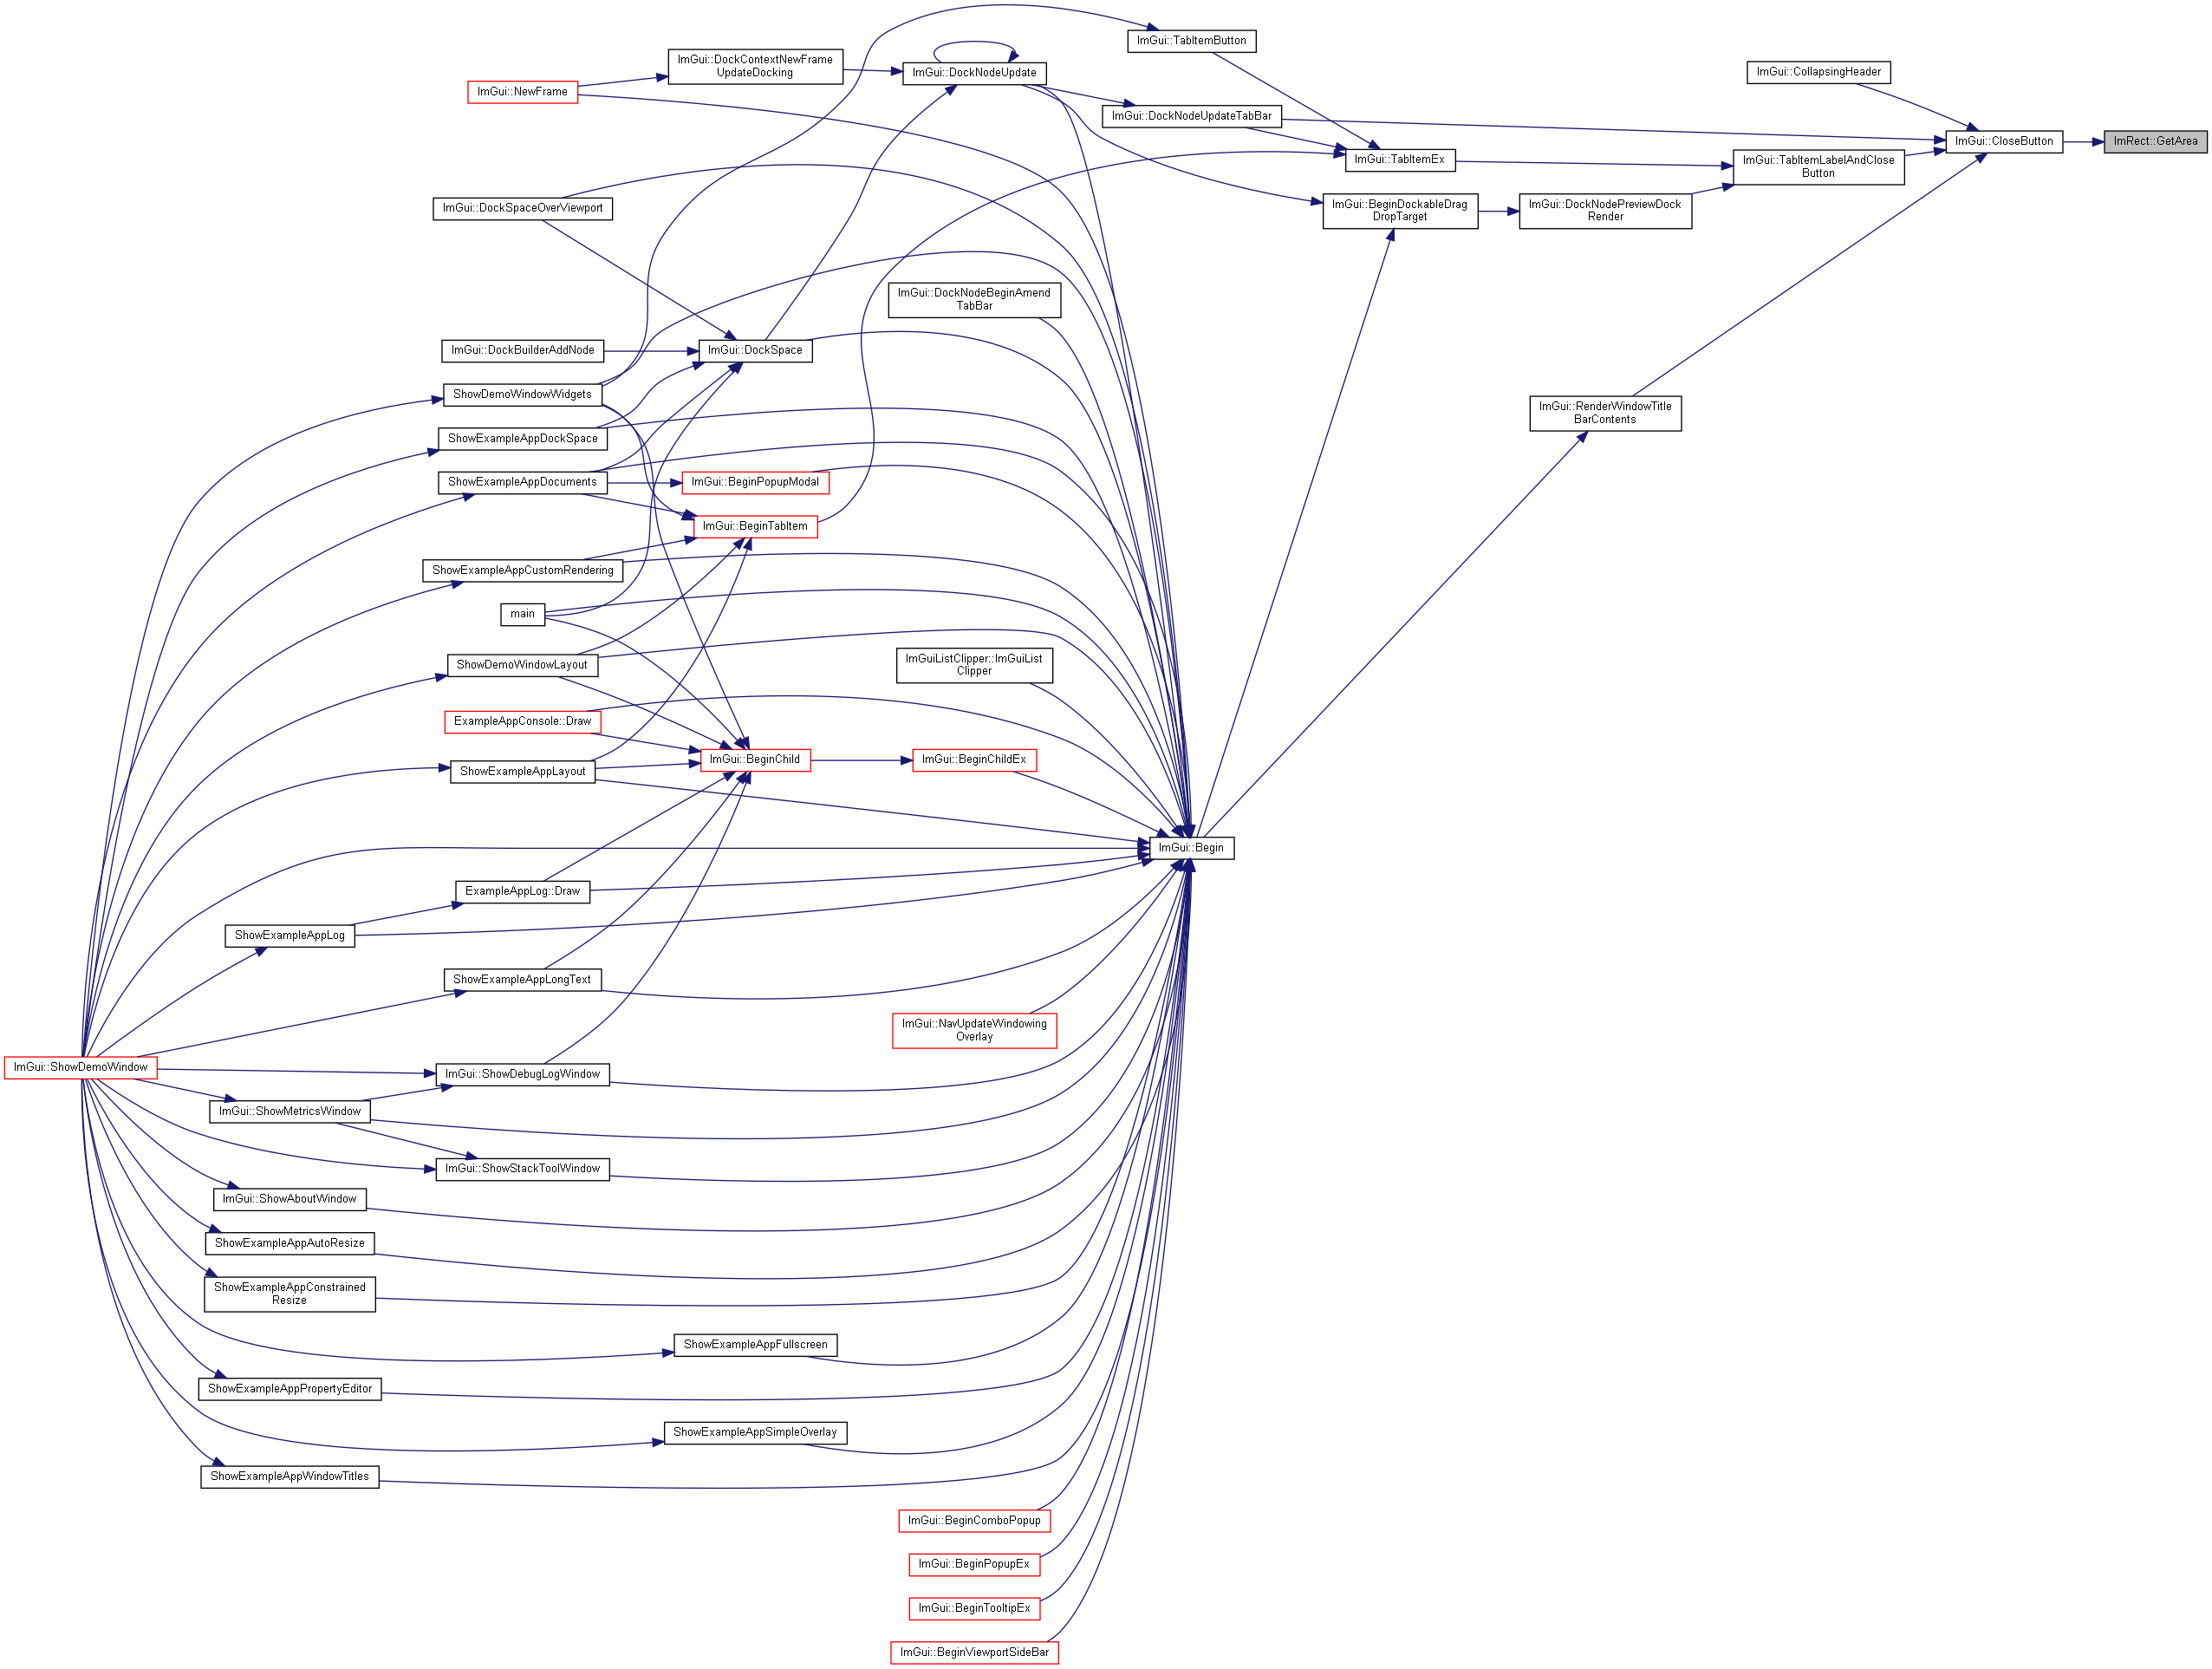 ImGui::TabItemButton
ImGui::DockContextNewFrame
UpdateDocking
ImGui::DockNodeUpdate
ImGui::CollapsingHeader
ImGui::NewFrame
ImGui::DockNodeUpdateTabBar
ImGui::CloseButton
ImRect::GetArea
ImGui::TabItemEx
ImGui::TabItemLabelAndClose
Button
ImGui::DockSpaceOverViewport
ImGui::BeginDockableDrag
DropTarget
ImGui::DockNodePreviewDock
Render
ImGui::DockNodeBeginAmend
TabBar
ImGui::DockBuilderAddNode
ImGui::DockSpace
ShowDemoWindowWidgets
ImGui::RenderWindowTitle
BarContents
ShowExampleAppDockSpace
ShowExampleAppDocuments
ImGui::BeginPopupModal
ImGui::BeginTabItem
ShowExampleAppCustomRendering
main
ShowDemoWindowLayout
ImGuiListClipper::ImGuiList
Clipper
ExampleAppConsole::Draw
ImGui::BeginChild
ImGui::BeginChildEx
ShowExampleAppLayout
ImGui::Begin
ExampleAppLog::Draw
ShowExampleAppLog
ShowExampleAppLongText
ImGui::NavUpdateWindowing
Overlay
ImGui::ShowDemoWindow
ImGui::ShowDebugLogWindow
ImGui::ShowMetricsWindow
ImGui::ShowStackToolWindow
ImGui::ShowAboutWindow
ShowExampleAppAutoResize
ShowExampleAppConstrained
Resize
ShowExampleAppFullscreen
ShowExampleAppPropertyEditor
ShowExampleAppSimpleOverlay
ShowExampleAppWindowTitles
ImGui::BeginComboPopup
ImGui::BeginPopupEx
ImGui::BeginTooltipEx
ImGui::BeginViewportSideBar